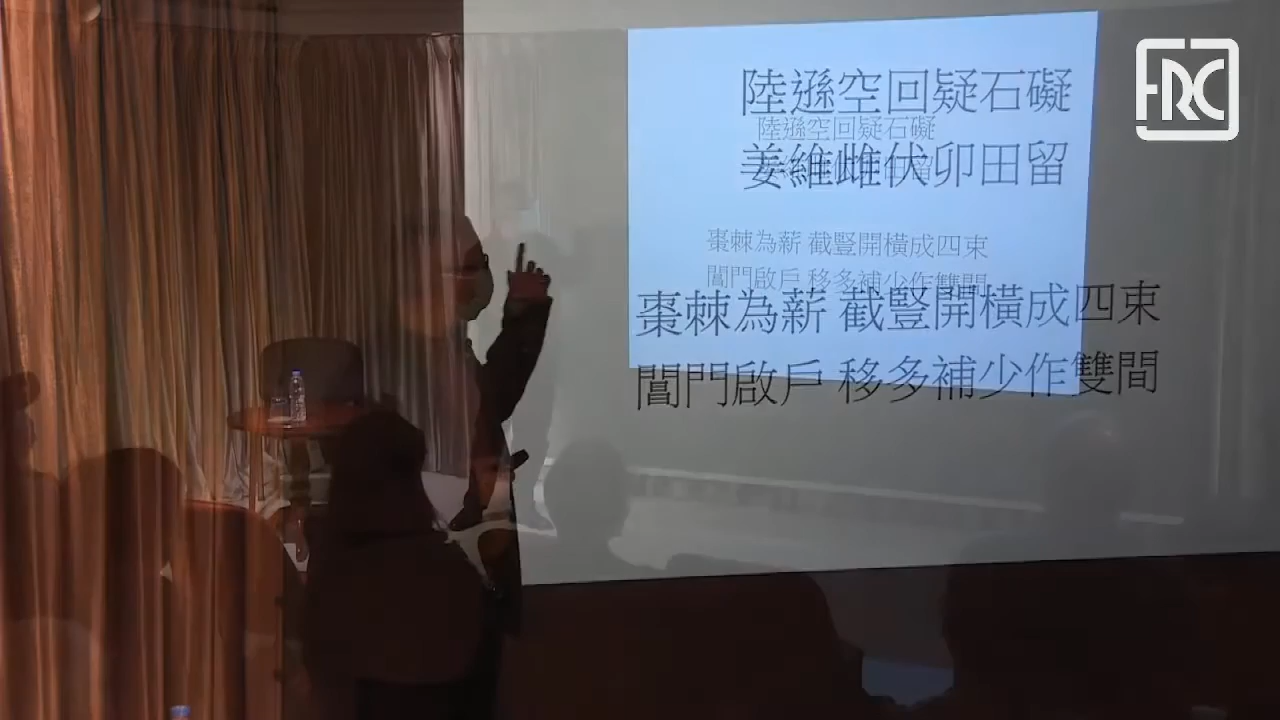 FRC
陸遜空回疑石礙
陸遜空回疑石礙
姜維雌伏卯田留
棗棘為薪 截豎開橫成四束
閶門啟戶 移多補少作雙間
棗棘為薪 截豎開橫成四束
閶門啟戶 移多補少作雙間